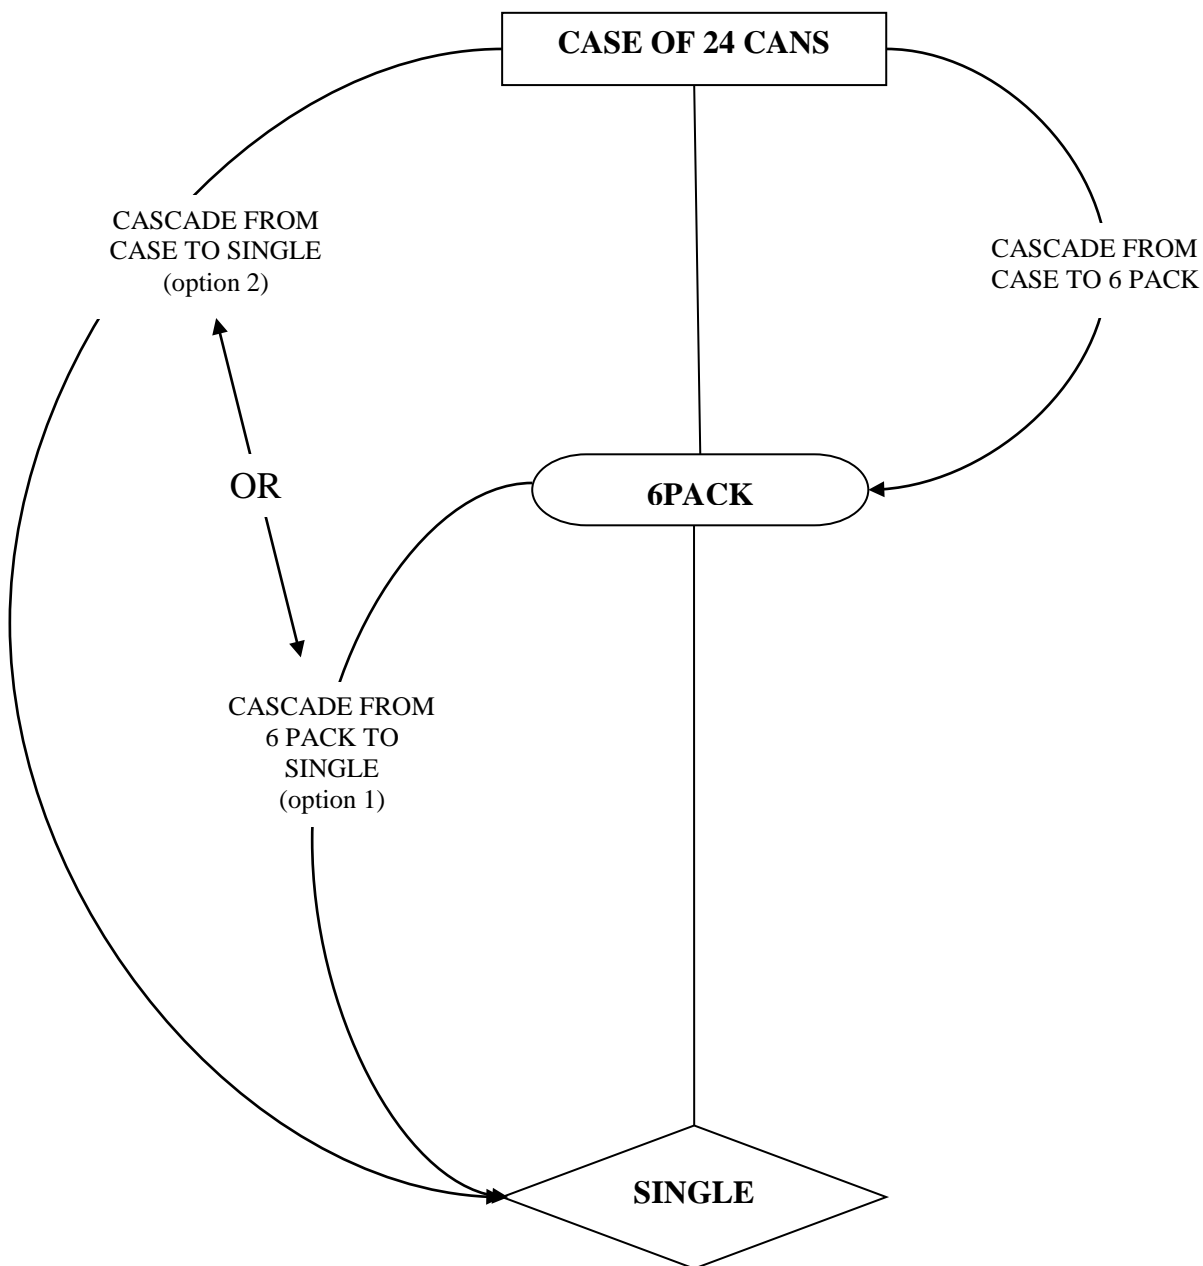 CASE OF 24 CANS
CASCADE FROM
CASE TO SINGLE
(option 2)
CASCADE FROM
CASE TO 6 PACK
OR
6PACK
CASCADE FROM
6 PACK TO
SINGLE
(option 1)
SINGLE